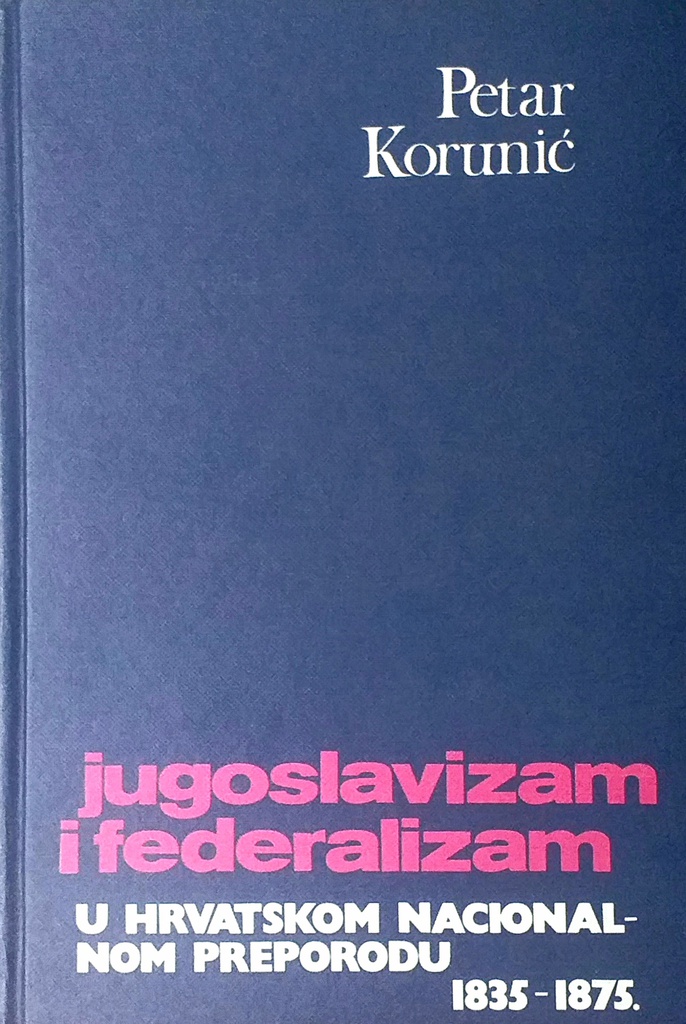 Petar
Korunić
jugoslavizam
i federalizam
U HRVATSKOM NACIONAL-
NOM PREPORODU
1835-1875.